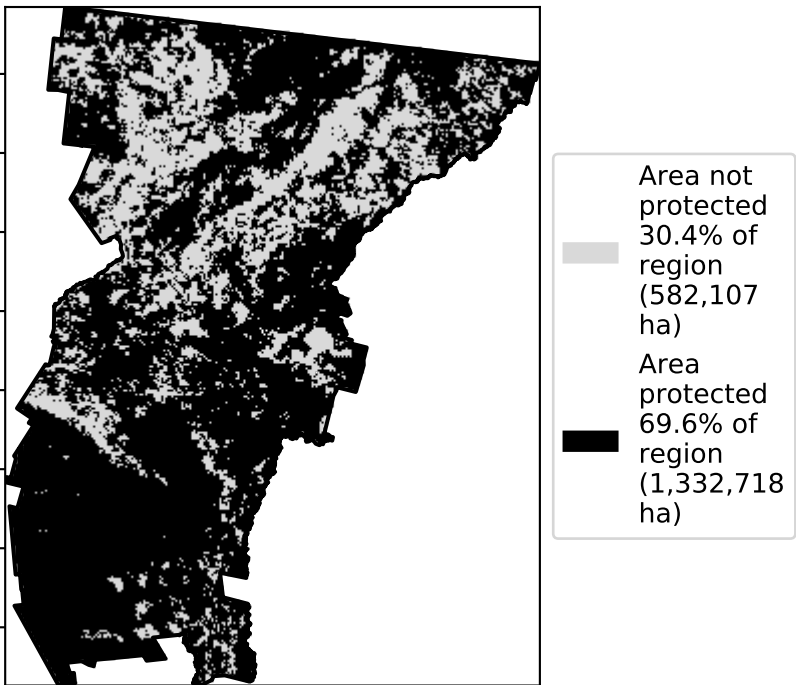 Area not
protected
30.4% of
region
(582,107
ha)
Area
protected
69.6% of
region
(1,332,718
ha)